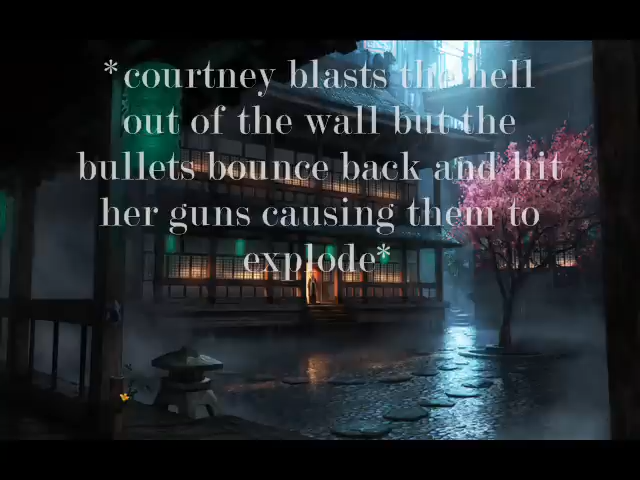 *courtney blasts the hell
out of the wall but the
bullets bounce back and hit
her guns causing them to
explode*